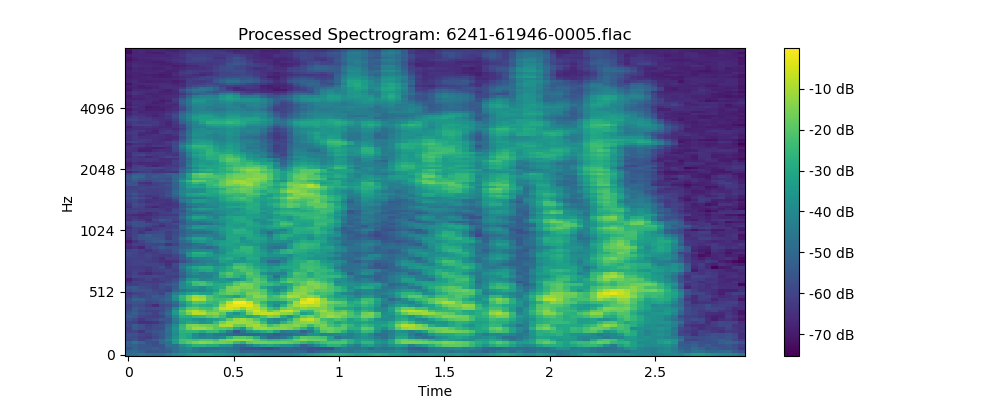 Processed Spectrogram: 6241-61946-0005.flac
Hz
4096
2048
1024
512
0
0
0.5
1
1.5
2
2.5
Time
-10 dB
-20 dB
-30 dB
-40 dB
-50 dB
-60 dB
-70 dB